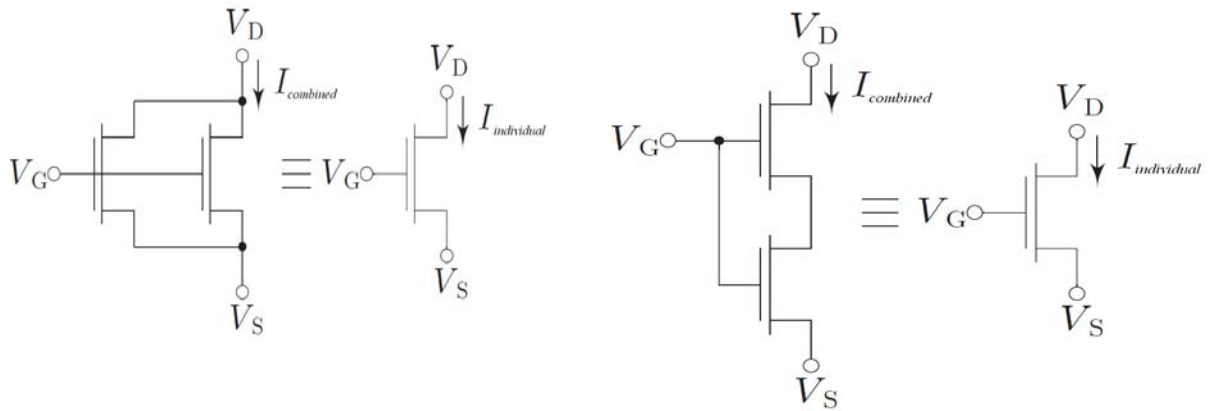 V_D
I_combined
V_G
V_S
≡
V_D
I_individual
V_G
V_S
V_D
I_combined
V_G
V_S
≡
V_D
I_individual
V_G
V_S